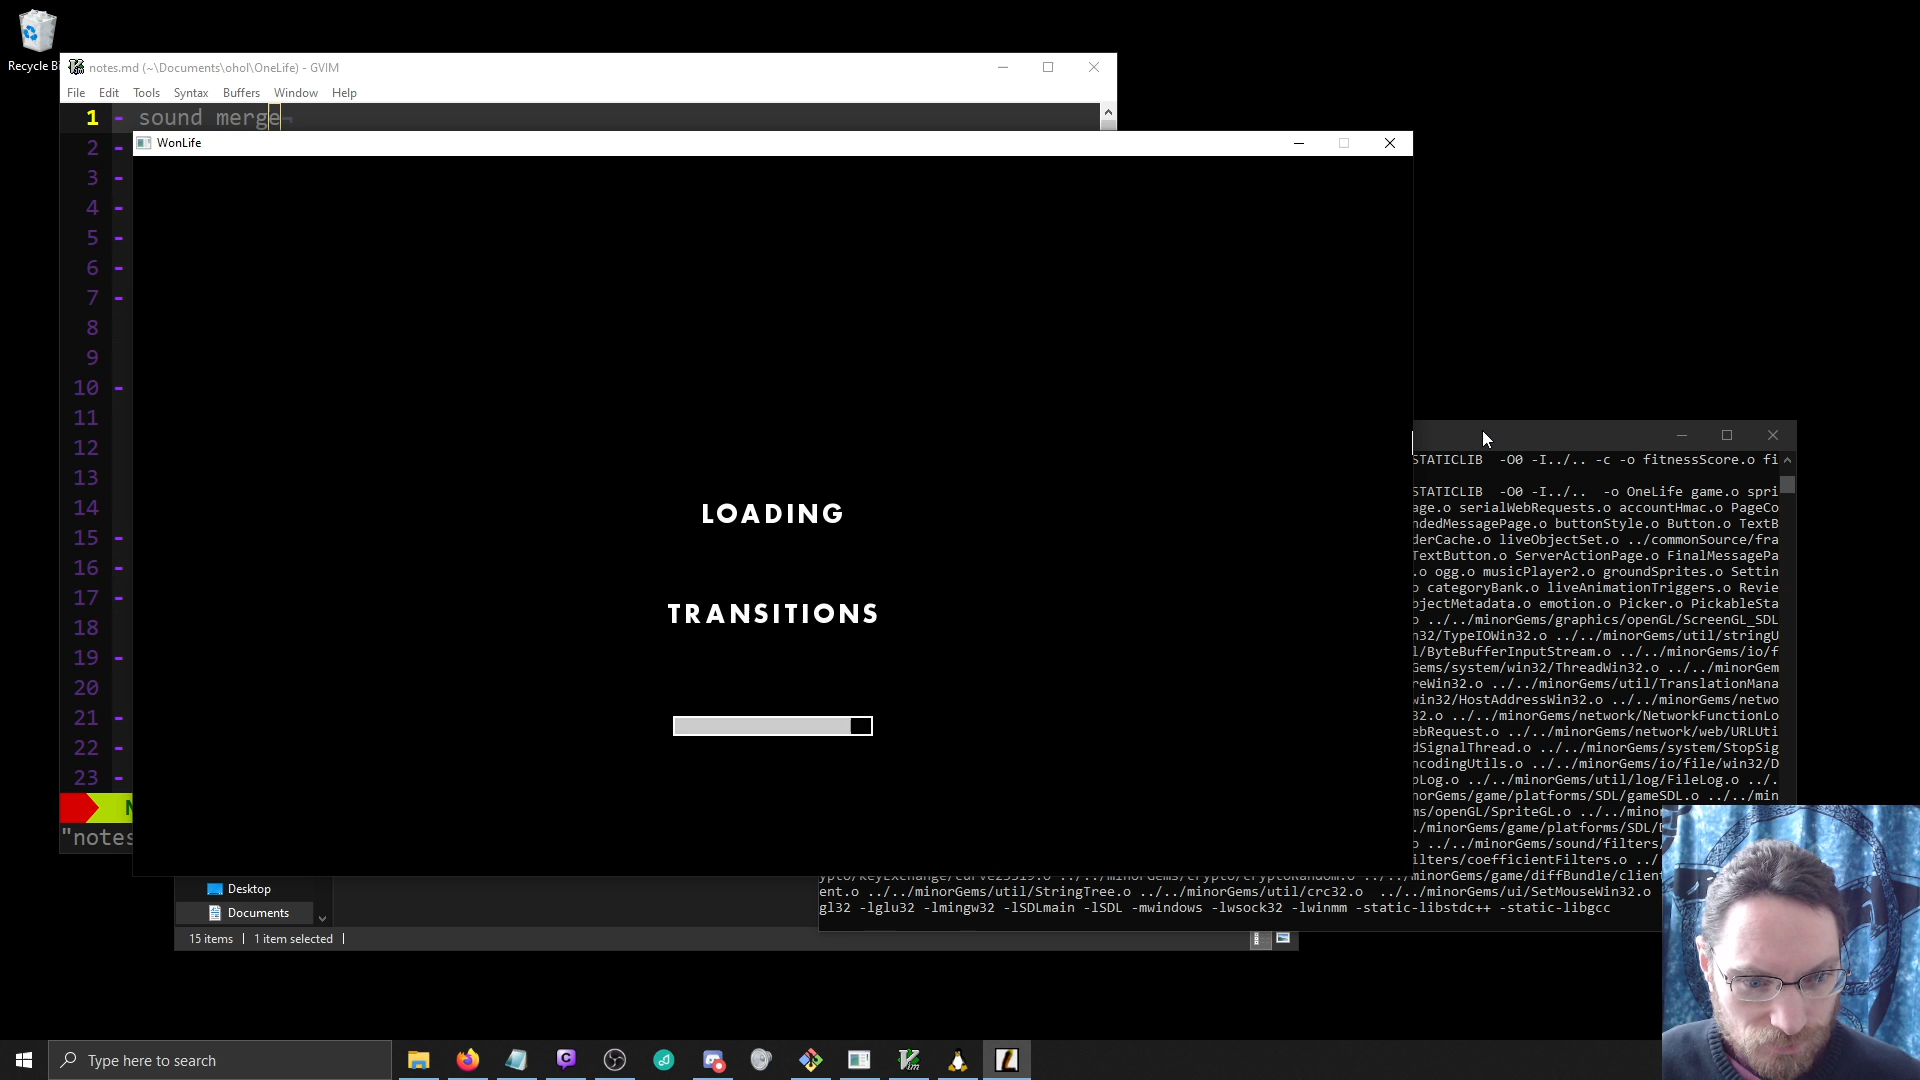 Recycle Bi
notes.md (~\Documents\ohol\OneLife) - GVIM
File Edit Tools Syntax Buffers Window Help
1 - sound merge
WonLife
2 -
3 -
4 -
5 -
6 -
7 -
8
9
10 -
11
12
13
14
15 -
16 -
17 -
18
19 -
20
21 -
22 -
23 -
"notes
LOADING
TRANSITIONS
STATICLIB -O0 -I../.. -c -o fitnessScore.o fi
STATICLIB -O0 -I../.. -o OneLife game.o spri
age.o serialWebRequests.o accountHmac.o PageCo
ndedMessagePage.o buttonStyle.o Button.o TextB
derCache.o liveObjectSet.o ../commonSource/fra
TextButton.o ServerActionPage.o FinalMessagePa
.o ogg.o musicPlayer2.o groundSprites.o Settin
o categoryBank.o liveAnimationTriggers.o Revie
bjectMetadata.o emotion.o Picker.o PickableSta
o ../../minorGems/graphics/openGL/ScreenGL_SDL
n32/TypeIOWin32.o ../../minorGems/util/stringU
l/ByteBufferInputStream.o ../../minorGems/io/f
Gems/system/win32/ThreadWin32.o ../../minorGem
reWin32.o ../../minorGems/util/TranslationMana
win32/HostAddressWin32.o ../../minorGems/netwo
32.o ../../minorGems/network/NetworkFunctionLo
ebRequest.o ../../minorGems/network/web/URLUti
dSignalThread.o ../../minorGems/system/StopSig
ncodingUtils.o ../../minorGems/io/file/win32/D
pLog.o ../../minorGems/util/log/FileLog.o ../.
norGems/game/platforms/SDL/gameSDL.o ../../min
ms/openGL/SpriteGL.o ../../minor
./minorGems/game/platforms/SDL/
o ../../minorGems/sound/filters/
ilters/coefficientFilters.o ../
ypto/keyExchange/curve25519.o ../../minorGems/crypto/cryptoRandom.o ../../minorGems/game/diffBundle/client
ent.o ../../minorGems/util/StringTree.o ../../minorGems/util/crc32.o ../../minorGems/ui/SetMouseWin32.o
gl32 -lglu32 -lmingw32 -lSDLmain -lSDL -mwindows -lwsock32 -lwinmm -static-libstdc++ -static-libgcc
Desktop
Documents
15 items 1 item selected
Type here to search